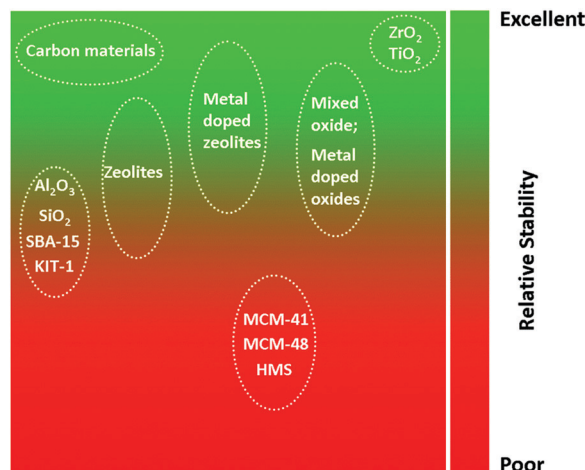 Carbon materials
ZrO₂
TiO₂
Excellent
Metal
doped
zeolites
Mixed
oxide;
Metal
doped
oxides
Zeolites
Al₂O₃
SiO₂
SBA-15
KIT-1
MCM-41
MCM-48
HMS
Relative Stability
Poor